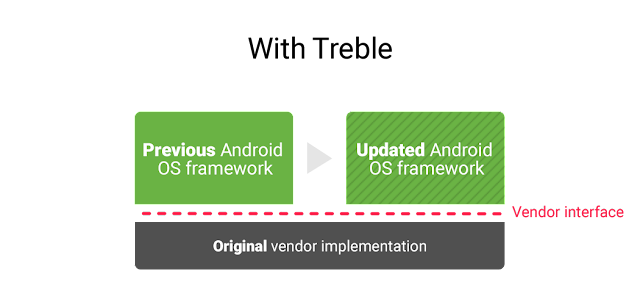 With Treble
Previous Android
OS framework
Updated Android
OS framework
Vendor interface
Original vendor implementation